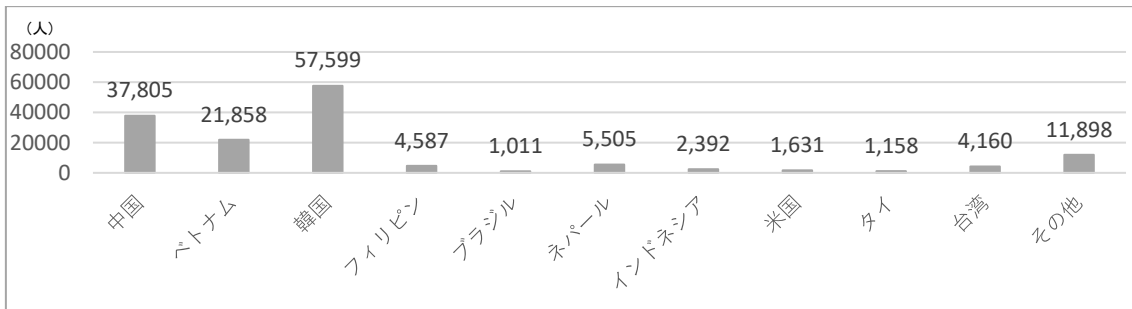 （人）
80000
60000
40000
20000
0
37,805
21,858
57,599
4,587
1,011
5,505
2,392
1,631
1,158
4,160
11,898
中国
ベトナム
韓国
フィリピン
ブラジル
ネパール
インドネシア
米国
タイ
台湾
その他